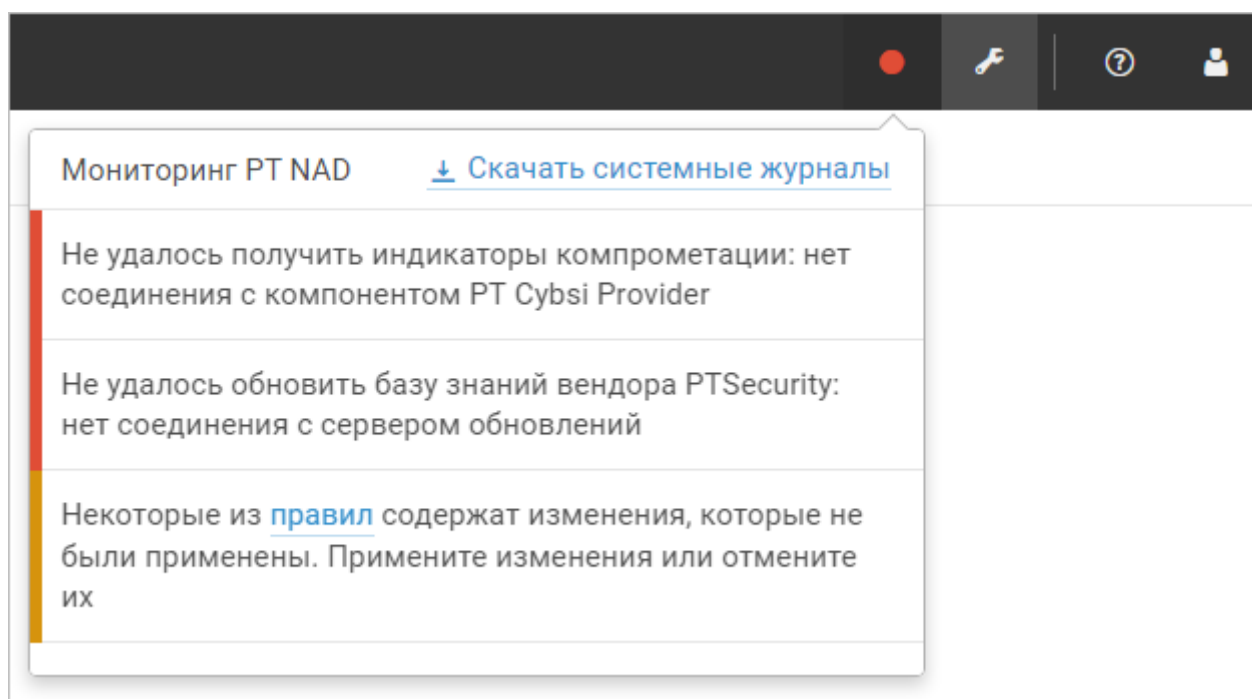 Мониторинг PT NAD
Скачать системные журналы
Не удалось получить индикаторы компрометации: нет
соединения с компонентом PT Cybsi Provider
Не удалось обновить базу знаний вендора PTSecurity:
нет соединения с сервером обновлений
Некоторые из правил содержат изменения, которые не
были применены. Примените изменения или отмените
их